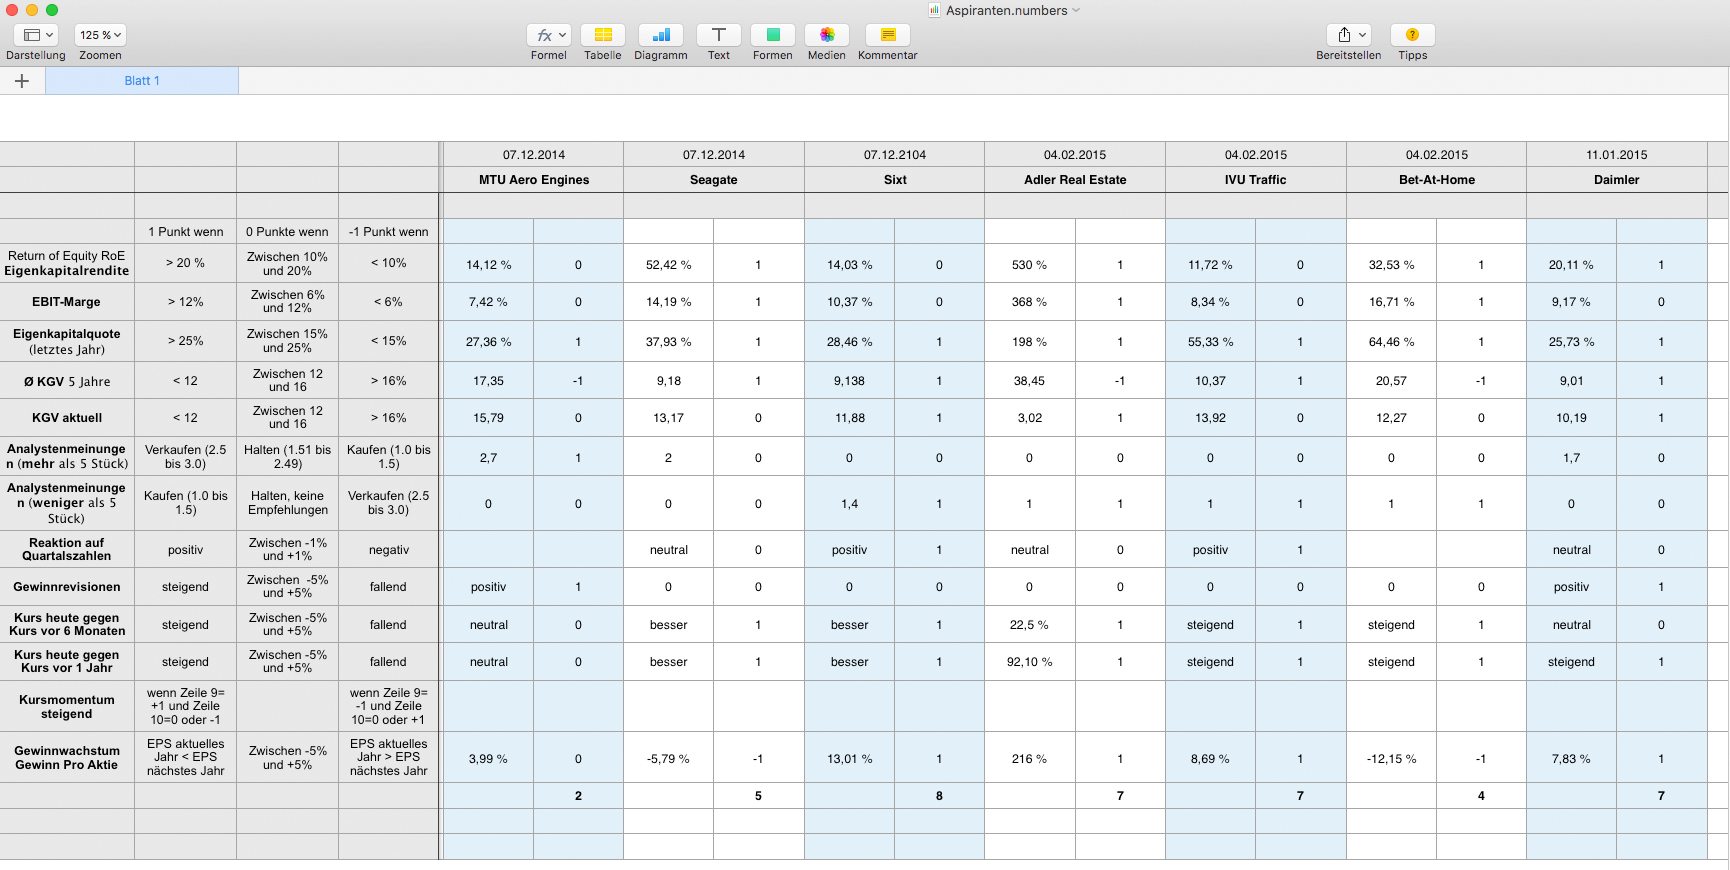 Aspiranten.numbers
125 %
Darstellung Zoomen Formel Tabelle Diagramm Text Formen Medien Kommentar Bereitstellen Tipps
+ Blatt 1
07.12.2014 07.12.2014 07.12.2104 04.02.2015 04.02.2015 04.02.2015 11.01.2015
MTU Aero Engines Seagate Sixt Adler Real Estate IVU Traffic Bet-At-Home Daimler
1 Punkt wenn 0 Punkte wenn -1 Punkt wenn
Return of Equity RoE
Eigenkapitalrendite > 20 % Zwischen 10% und 20% < 10% 14,12 % 0 52,42 % 1 14,03 % 0 530 % 1 11,72 % 0 32,53 % 1 20,11 % 1
EBIT-Marge > 12% Zwischen 6% und 12% < 6% 7,42 % 0 14,19 % 1 10,37 % 0 368 % 1 8,34 % 0 16,71 % 1 9,17 % 0
Eigenkapitalquote
(letztes Jahr) > 25% Zwischen 15% und 25% < 15% 27,36 % 1 37,93 % 1 28,46 % 1 198 % 1 55,33 % 1 64,46 % 1 25,73 % 1
Ø KGV 5 Jahre < 12 Zwischen 12 und 16 > 16% 17,35 -1 9,18 1 9,138 1 38,45 -1 10,37 1 20,57 -1 9,01 1
KGV aktuell < 12 Zwischen 12 und 16 > 16% 15,79 0 13,17 0 11,88 1 3,02 1 13,92 0 12,27 0 10,19 1
Analystenmeinunge
n (mehr als 5 Stück) Verkaufen (2.5 bis 3.0) Halten (1.51 bis 2.49) Kaufen (1.0 bis 1.5) 2,7 1 2 0 0 0 0 0 0 0 0 0 1,7 0
Analystenmeinunge
n (weniger als 5
Stück) Kaufen (1.0 bis 1.5) Halten, keine Empfehlungen Verkaufen (2.5 bis 3.0) 0 0 0 0 1,4 1 1 1 1 1 1 1 0 0
Reaktion auf
Quartalszahlen positiv Zwischen -1% und +1% negativ neutral 0 positiv 1 neutral 0 positiv 1 neutral 0
Gewinnrevisionen steigend Zwischen -5% und +5% fallend positiv 1 0 0 0 0 0 0 0 0 0 0 positiv 1
Kurs heute gegen
Kurs vor 6 Monaten steigend Zwischen -5% und +5% fallend neutral 0 besser 1 besser 1 22,5 % 1 steigend 1 steigend 1 neutral 0
Kurs heute gegen
Kurs vor 1 Jahr steigend Zwischen -5% und +5% fallend neutral 0 besser 1 besser 1 92,10 % 1 steigend 1 steigend 1 steigend 1
Kursmomentum
steigend wenn Zeile 9= +1 und Zeile 10=0 oder -1 wenn Zeile 9= -1 und Zeile 10=0 oder +1
Gewinnwachstum
Gewinn Pro Aktie EPS aktuelles Jahr < EPS nächstes Jahr Zwischen -5% und +5% EPS aktuelles Jahr > EPS nächstes Jahr 3,99 % 0 -5,79 % -1 13,01 % 1 216 % 1 8,69 % 1 -12,15 % -1 7,83 % 1
2 5 8 7 7 4 7